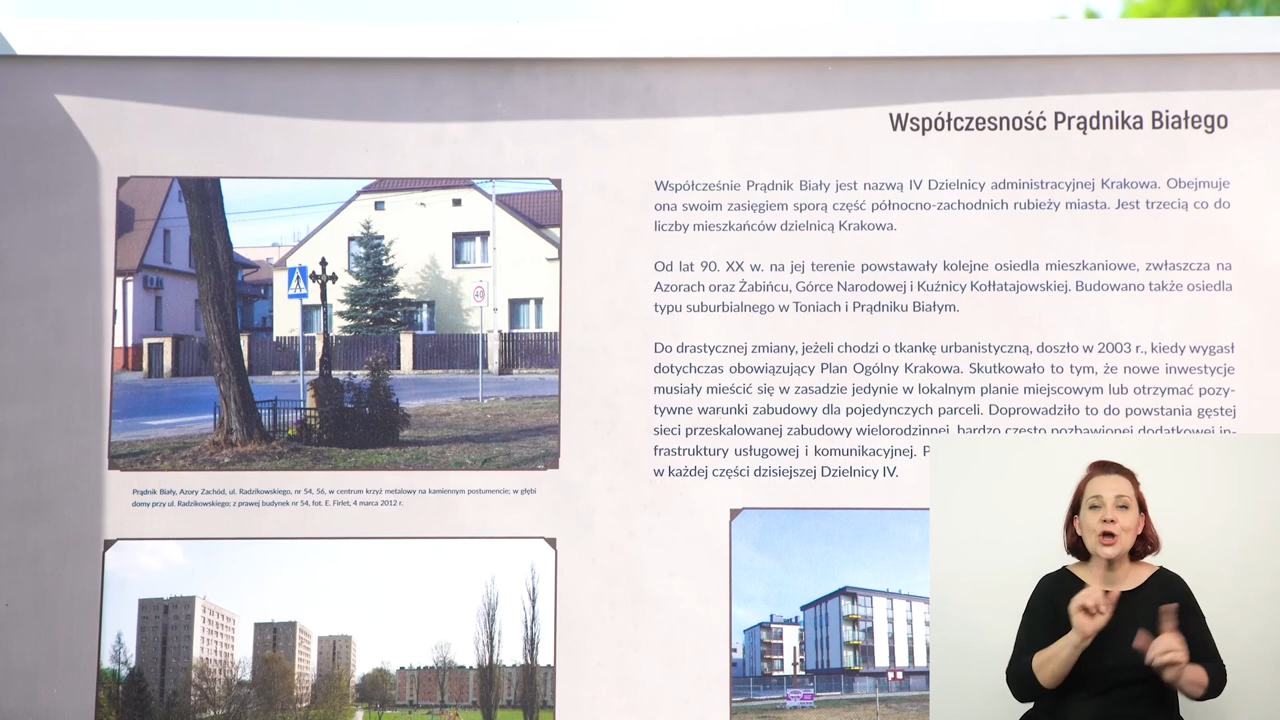 Współczesność Prądnika Białego
Współcześnie Prądnik Biały jest nazwą IV Dzielnicy administracyjnej Krakowa. Obejmuje
ona swoim zasięgiem sporą część północno-zachodnich rubieży miasta. Jest trzecią co do
liczby mieszkańców dzielnicą Krakowa.
Od lat 90. XX w. na jej terenie powstawały kolejne osiedla mieszkaniowe, zwłaszcza na
Azorach oraz Żabińcu, Górce Narodowej i Kuźnicy Kołłatajowskiej. Budowano także osiedla
typu suburbialnego w Toniach i Prądniku Białym.
Do drastycznej zmiany, jeżeli chodzi o tkankę urbanistyczną, doszło w 2003 r., kiedy wygasł
dotychczas obowiązujący Plan Ogólny Krakowa. Skutkowało to tym, że nowe inwestycje
musiały mieścić się w zasadzie jedynie w lokalnym planie miejscowym lub otrzymać pozy-
tywne warunki zabudowy dla pojedynczych parceli. Doprowadziło to do powstania gęstej
sieci przeskalowanej zabudowy wielorodzinnej, bardzo często pozbawionej dodatkowej in-
frastruktury usługowej i komunikacyjnej. P
w każdej części dzisiejszej Dzielnicy IV.
40
Prądnik Biały, Azory Zachód, ul. Radzikowskiego, nr 54, 56, w centrum krzyż metalowy na kamiennym postumencie; w głębi
domy przy ul. Radzikowskiego; z prawej budynek nr 54, fot. E. Firlet, 4 marca 2012 r.